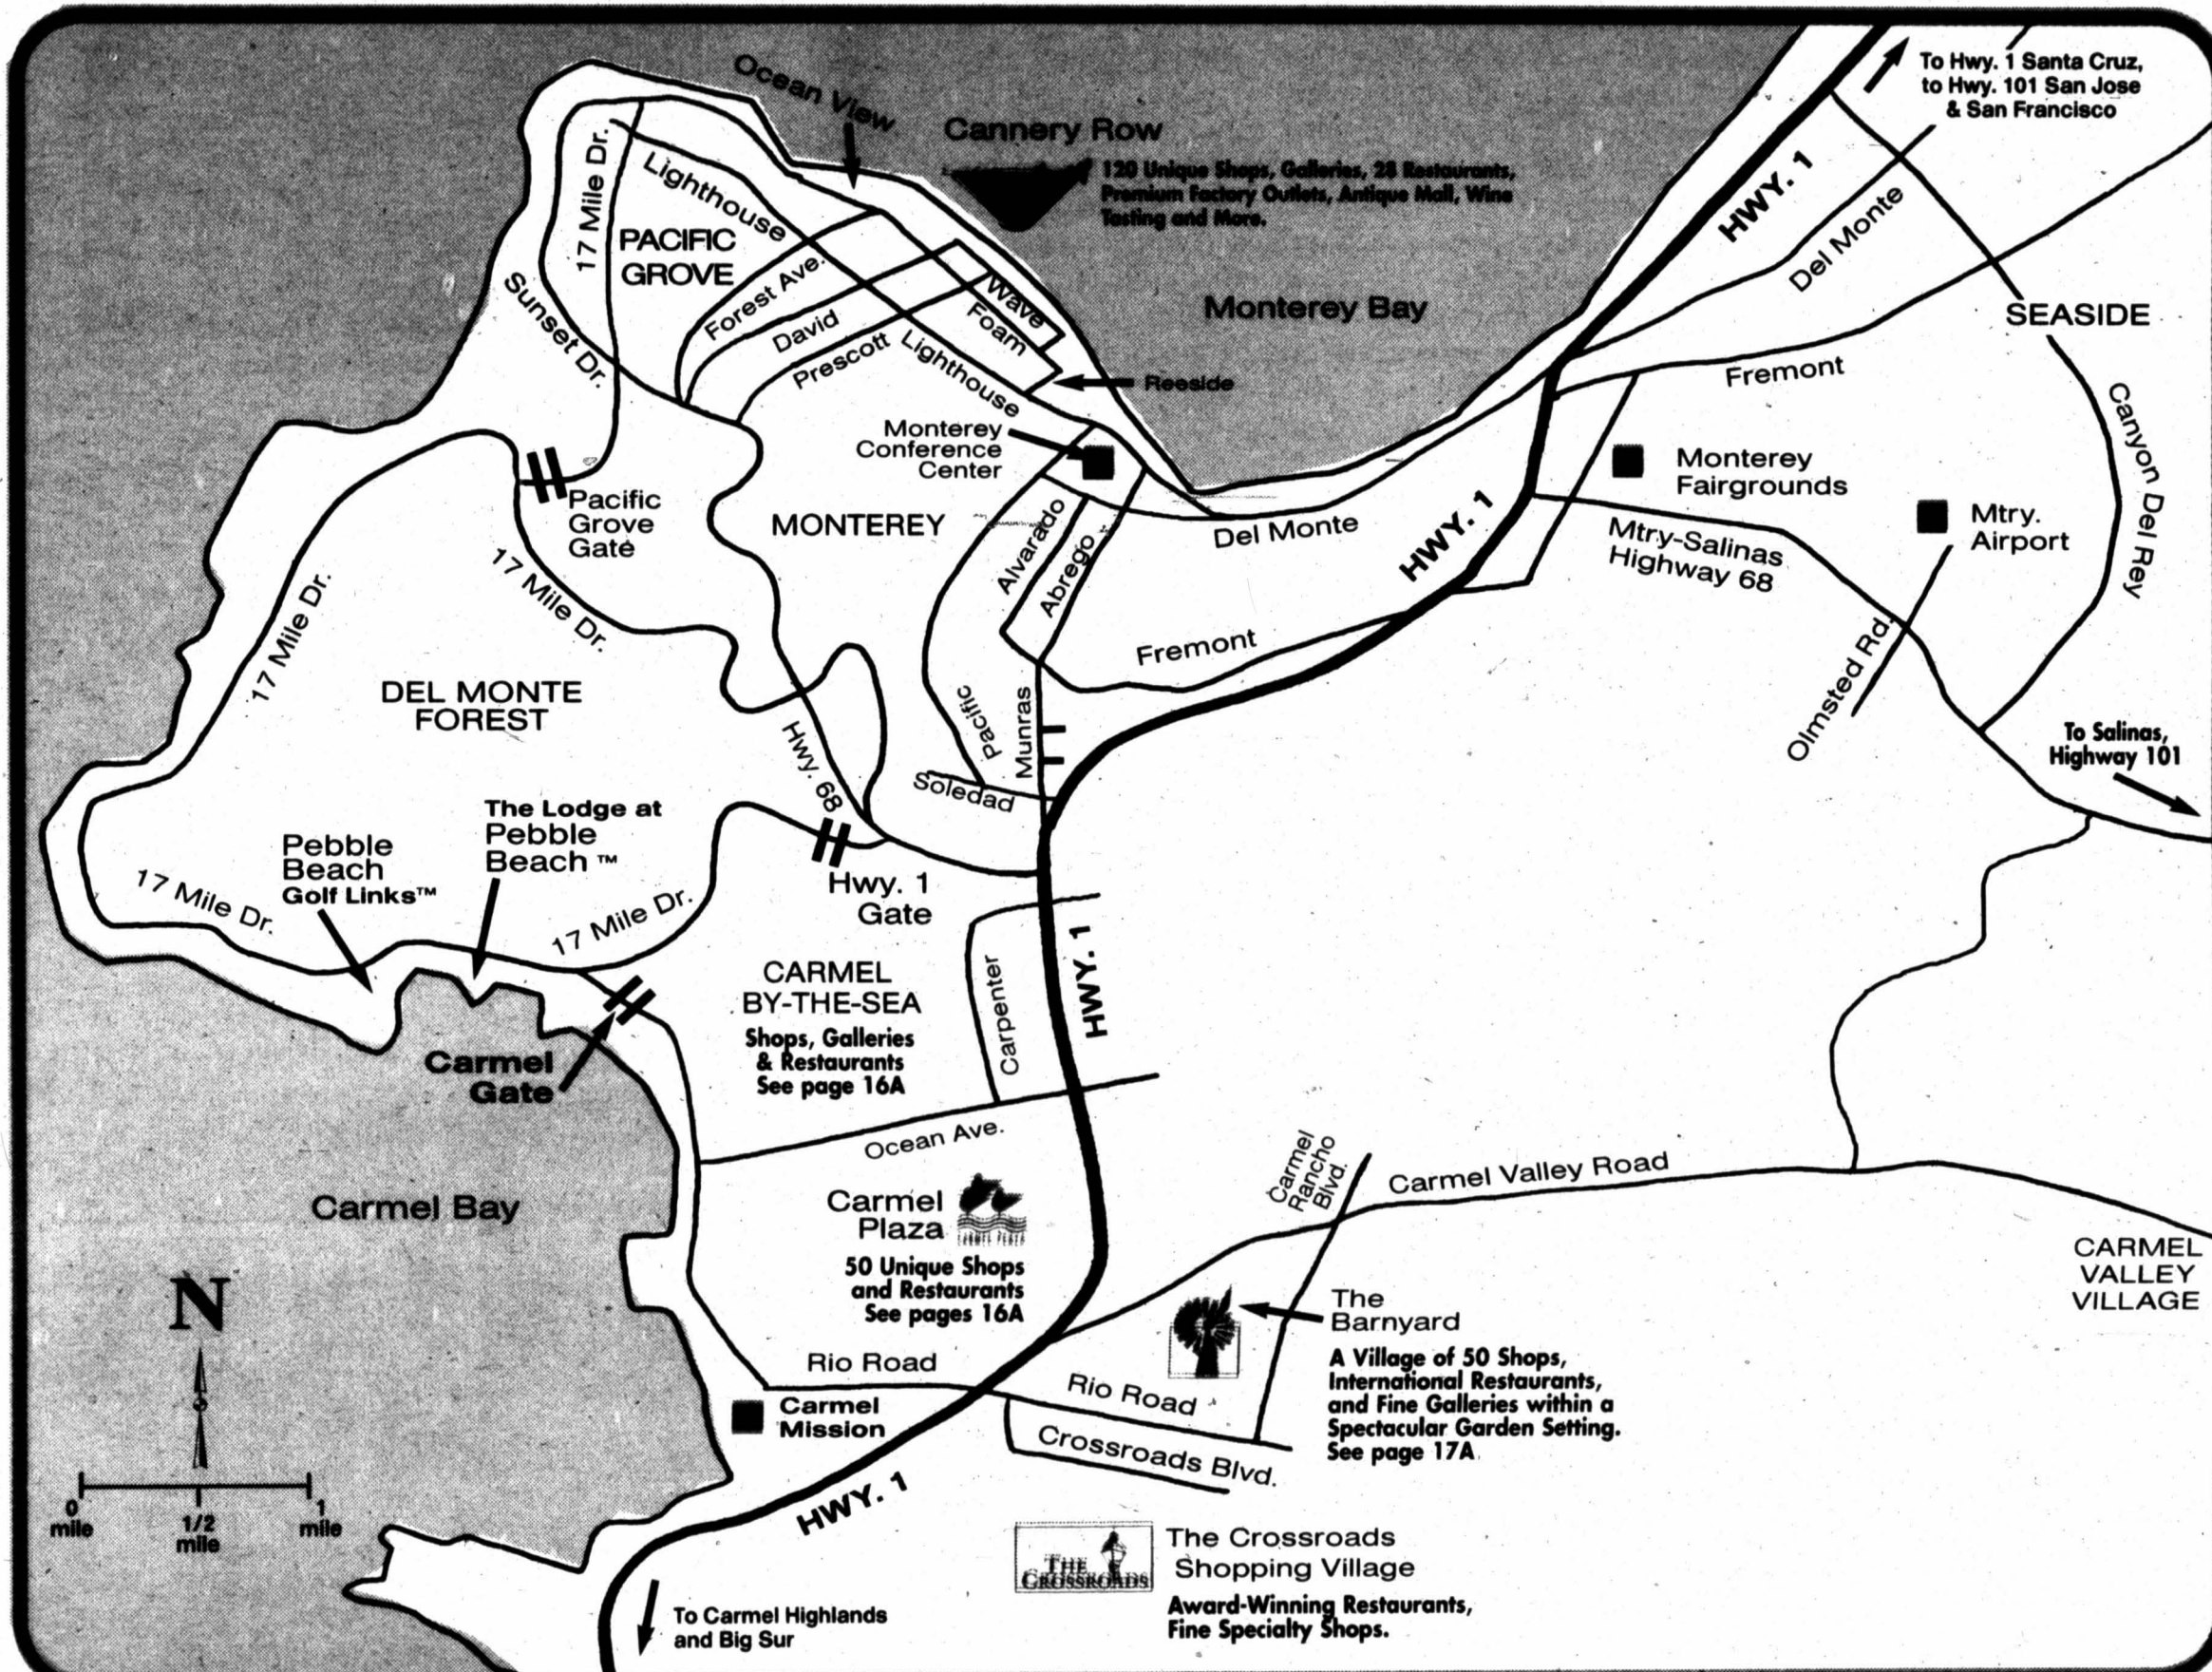 To Hwy. 1 Santa Cruz,
to Hwy. 101 San Jose
& San Francisco
Ocean View
Cannery Row
120 Unique Shops, Galleries, 28 Restaurants,
Premium Factory Outlets, Antique Mall, Wine
Tasting and More.
HWY. 1
Del Monte
17 Mile Dr.
Lighthouse
PACIFIC
GROVE
Forest Ave.
Sunset Dr.
David
Prescott
Wave
Foam
Lighthouse
Reeside
Monterey Bay
SEASIDE
Fremont
Canyon Del Rey
Monterey
Conference
Center
Monterey
Fairgrounds
Mtry.
Airport
Pacific
Grove
Gate
MONTEREY
Alvarado
Abrego
Del Monte
HWY. 1
Mtry-Salinas
Highway 68
17 Mile Dr.
17 Mile Dr.
Fremont
Olmsted Rd.
DEL MONTE
FOREST
Pacific
Munras
Hwy. 68
Soledad
To Salinas,
Highway 101
The Lodge at
Pebble
Beach ™
Pebble
Beach
Golf Links™
17 Mile Dr.
17 Mile Dr.
Hwy. 1
Gate
CARMEL
BY-THE-SEA
Shops, Galleries
& Restaurants
See page 16A
Carpenter
HWY. 1
Carmel
Gate
Ocean Ave.
Carmel
Rancho
Blvd.
Carmel Valley Road
Carmel Bay
Carmel
Plaza
CARMEL PLAZA
50 Unique Shops
and Restaurants
See pages 16A
CARMEL
VALLEY
VILLAGE
N
The
Barnyard
A Village of 50 Shops,
International Restaurants,
and Fine Galleries within a
Spectacular Garden Setting.
See page 17A
Rio Road
Rio Road
Carmel
Mission
Crossroads Blvd.
HWY. 1
0
mile
1/2
mile
1
mile
THE
CROSSROADS
The Crossroads
Shopping Village
Award-Winning Restaurants,
Fine Specialty Shops.
To Carmel Highlands
and Big Sur